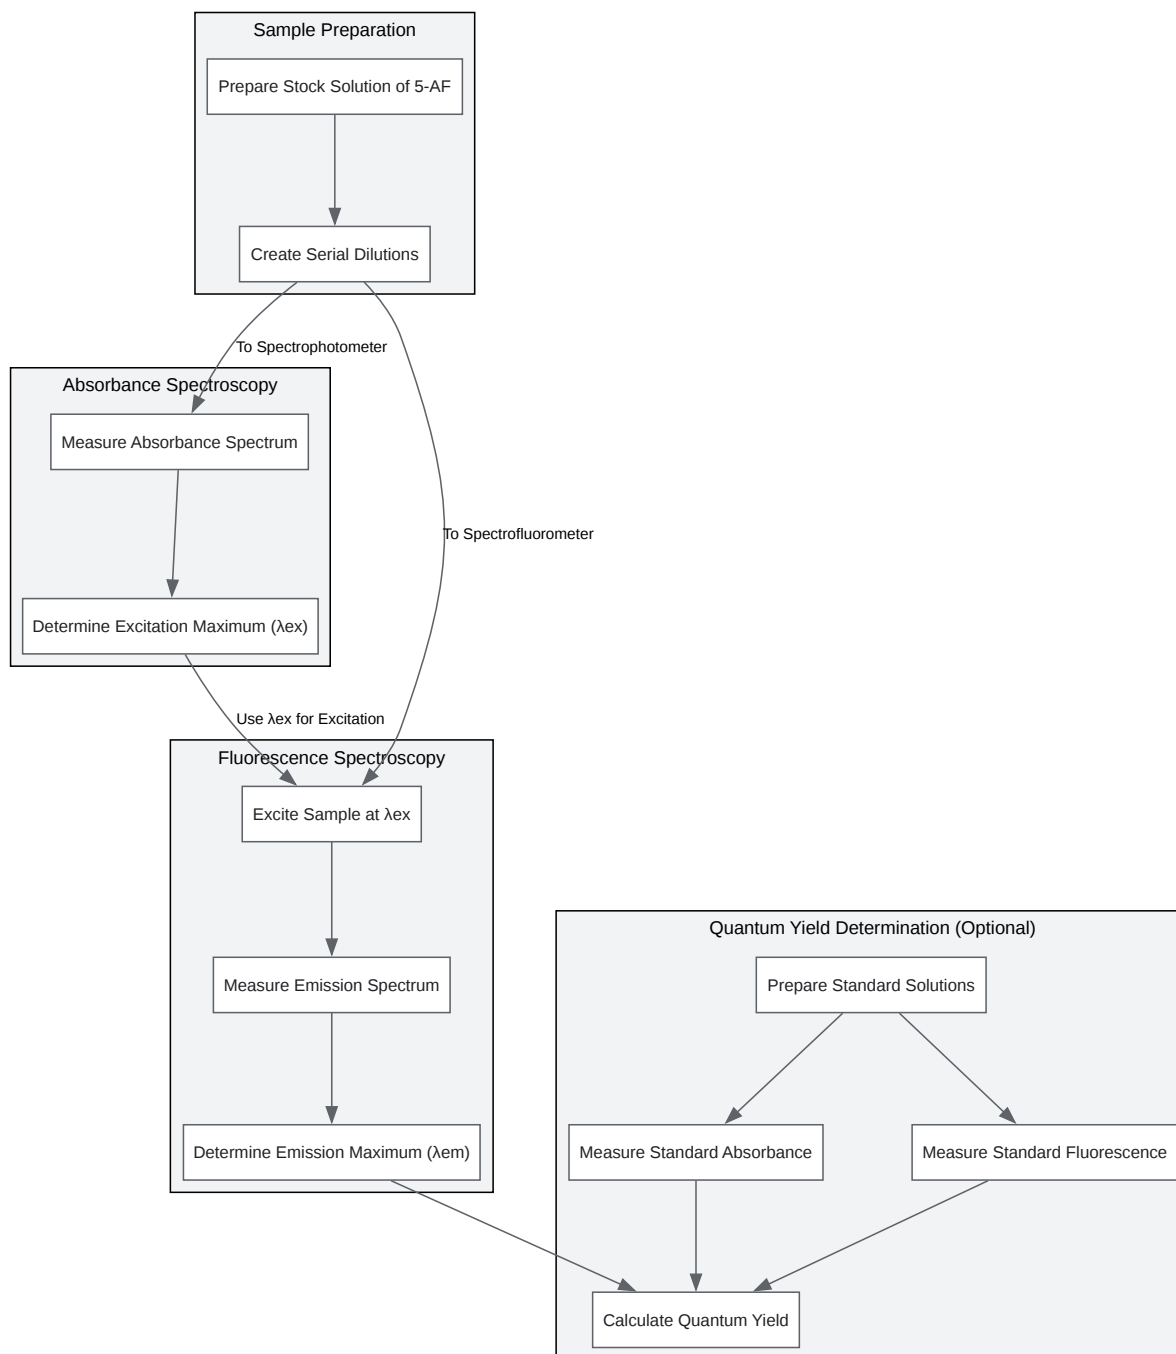 Sample Preparation
Prepare Stock Solution of 5-AF
Create Serial Dilutions
To Spectrophotometer
Absorbance Spectroscopy
Measure Absorbance Spectrum
To Spectrofluorometer
Determine Excitation Maximum (λex)
Use λex for Excitation
Fluorescence Spectroscopy
Excite Sample at λex
Measure Emission Spectrum
Determine Emission Maximum (λem)
Quantum Yield Determination (Optional)
Prepare Standard Solutions
Measure Standard Absorbance
Measure Standard Fluorescence
Calculate Quantum Yield